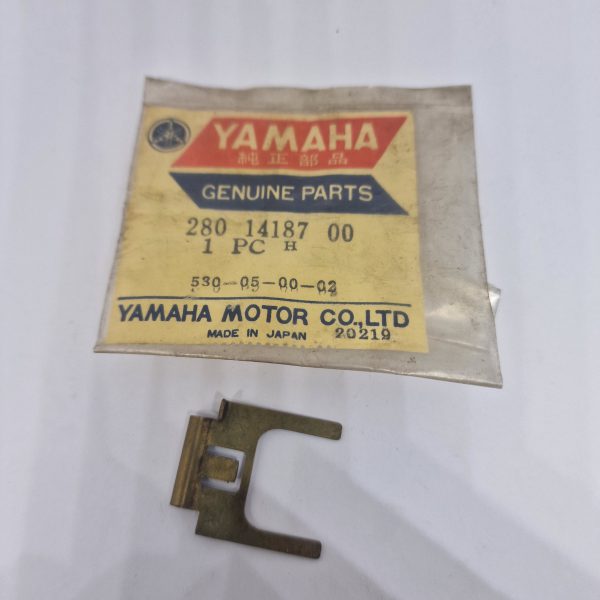 YAMAHA
純正部品
GENUINE PARTS
280 14187 00
1 PC H
530-05-00-02
YAMAHA MOTOR CO.,LTD
MADE IN JAPAN 20219